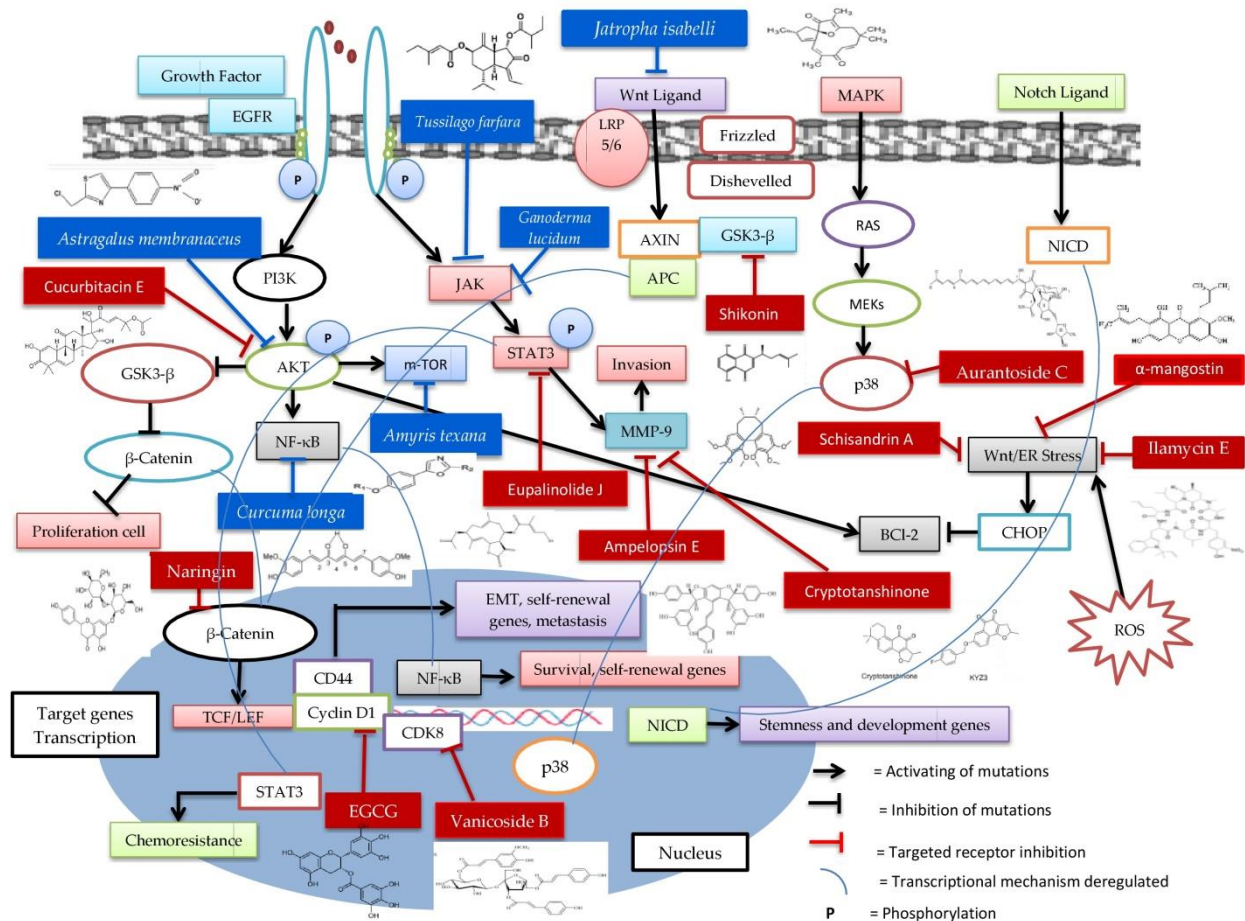 Growth Factor
EGFR
P
P
Tussilago farfara
Jatropha isabelli
Wnt Ligand
LRP
5/6
Frizzled
Dishevelled
MAPK
Notch Ligand
Astragalus membranaceus
Cucurbitacin E
PI3K
JAK
Ganoderma
lucidum
AXIN
GSK3-β
APC
Shikonin
RAS
MEKs
NICD
GSK3-β
AKT
P
m-TOR
STAT3
P
Invasion
p38
Aurantoside C
α-mangostin
β-Catenin
NF-κB
Amyris texana
MMP-9
Schisandrin A
Wnt/ER Stress
Ilamycin E
Proliferation cell
Curcuma longa
Eupalinolide J
Ampelopsin E
BCI-2
CHOP
Naringin
Cryptotanshinone
ROS
β-Catenin
EMT, self-renewal
genes, metastasis
CD44
NF-κB
Survival, self-renewal genes
Cryptotanshinone
KYZ3
Target genes
Transcription
TCF/LEF
Cyclin D1
CDK8
NICD
Stemness and development genes
p38
STAT3
EGCG
Vanicoside B
Chemoresistance
Nucleus
= Activating of mutations
= Inhibition of mutations
= Targeted receptor inhibition
= Transcriptional mechanism deregulated
P = Phosphorylation